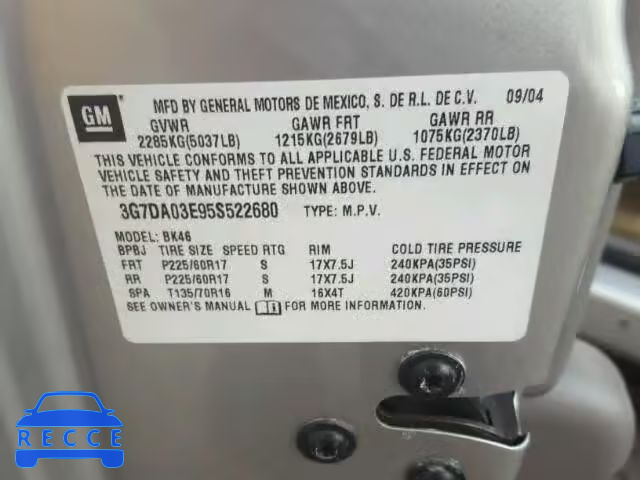 GM
MFD BY GENERAL MOTORS DE MEXICO, S. DE R.L. DE C.V. 09/04
GVWR GAWR FRT GAWR RR
2285KG(5037LB) 1215KG(2679LB) 1075KG(2370LB)
THIS VEHICLE CONFORMS TO ALL APPLICABLE U.S. FEDERAL MOTOR
VEHICLE SAFETY AND THEFT PREVENTION STANDARDS IN EFFECT ON
THE DATE OF MANUFACTURE SHOWN ABOVE.
3G7DA03E95S522680 TYPE: M.P.V.
MODEL: BK46
BPBJ TIRE SIZE SPEED RTG RIM COLD TIRE PRESSURE
FRT P225/60R17 S 17X7.5J 240KPA(35PSI)
RR P225/60R17 S 17X7.5J 240KPA(35PSI)
SPA T135/70R16 M 16X4T 420KPA(60PSI)
SEE OWNER'S MANUAL FOR MORE INFORMATION.
RECCE